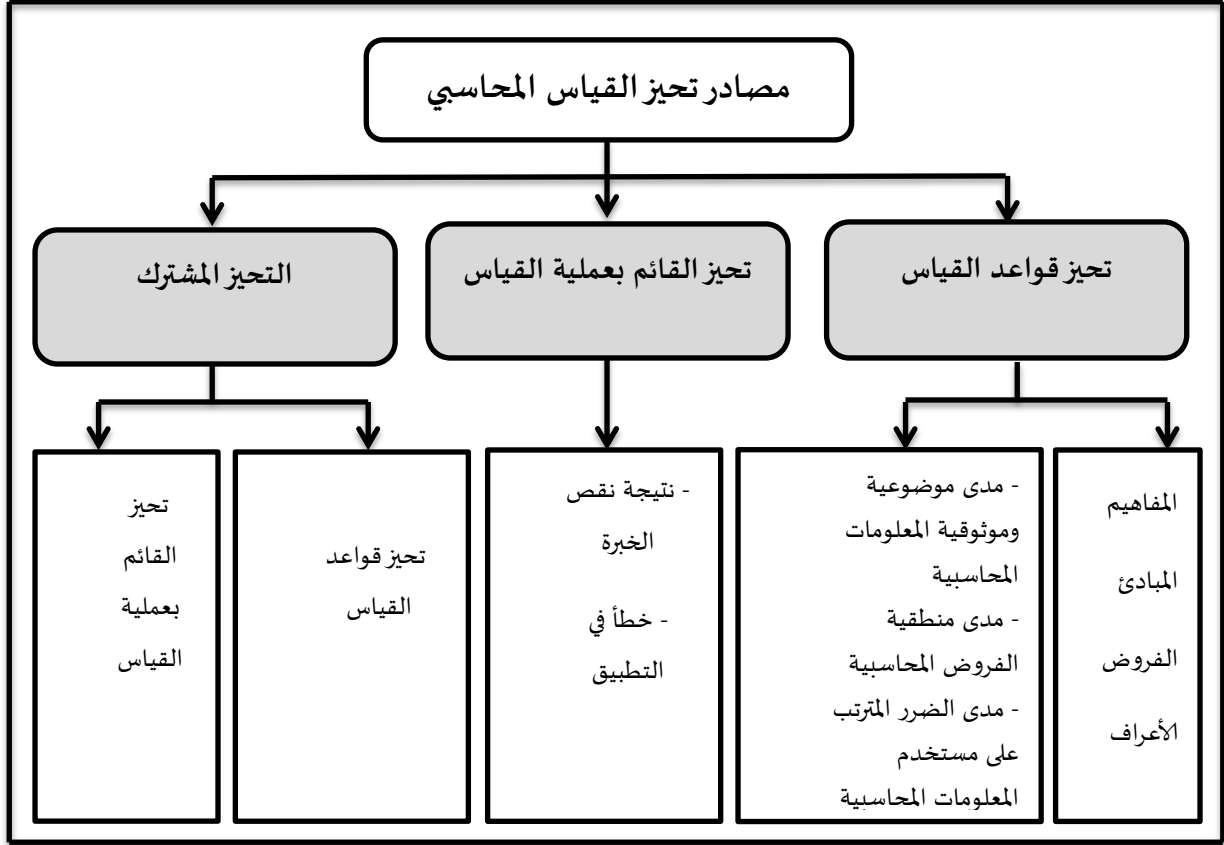 مصادر تحيز القياس المحاسبي
تحيز قواعد القياس
تحيز القائم بعملية القياس
التحيز المشترك
المفاهيم
المبادئ
الفروض
الأعراف
- مدى موضوعية
وموثوقية المعلومات
المحاسبية
- مدى منطقية
الفروض المحاسبية
- مدى الضرر المترتب
على مستخدم
المعلومات المحاسبية
- نتيجة نقص
الخبرة
- خطأ في
التطبيق
تحيز قواعد
القياس
تحيز
القائم
بعملية
القياس